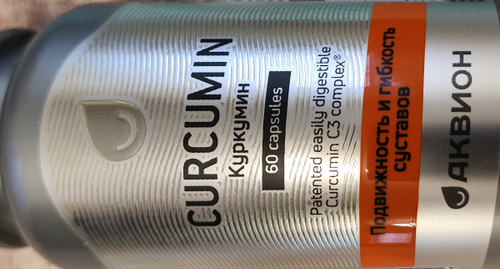 CURCUMIN
Куркумин
60 capsules
Patented easily digestible
Curcumin C3 complex®
Подвижность и гибкость
суставов
АКВИОН